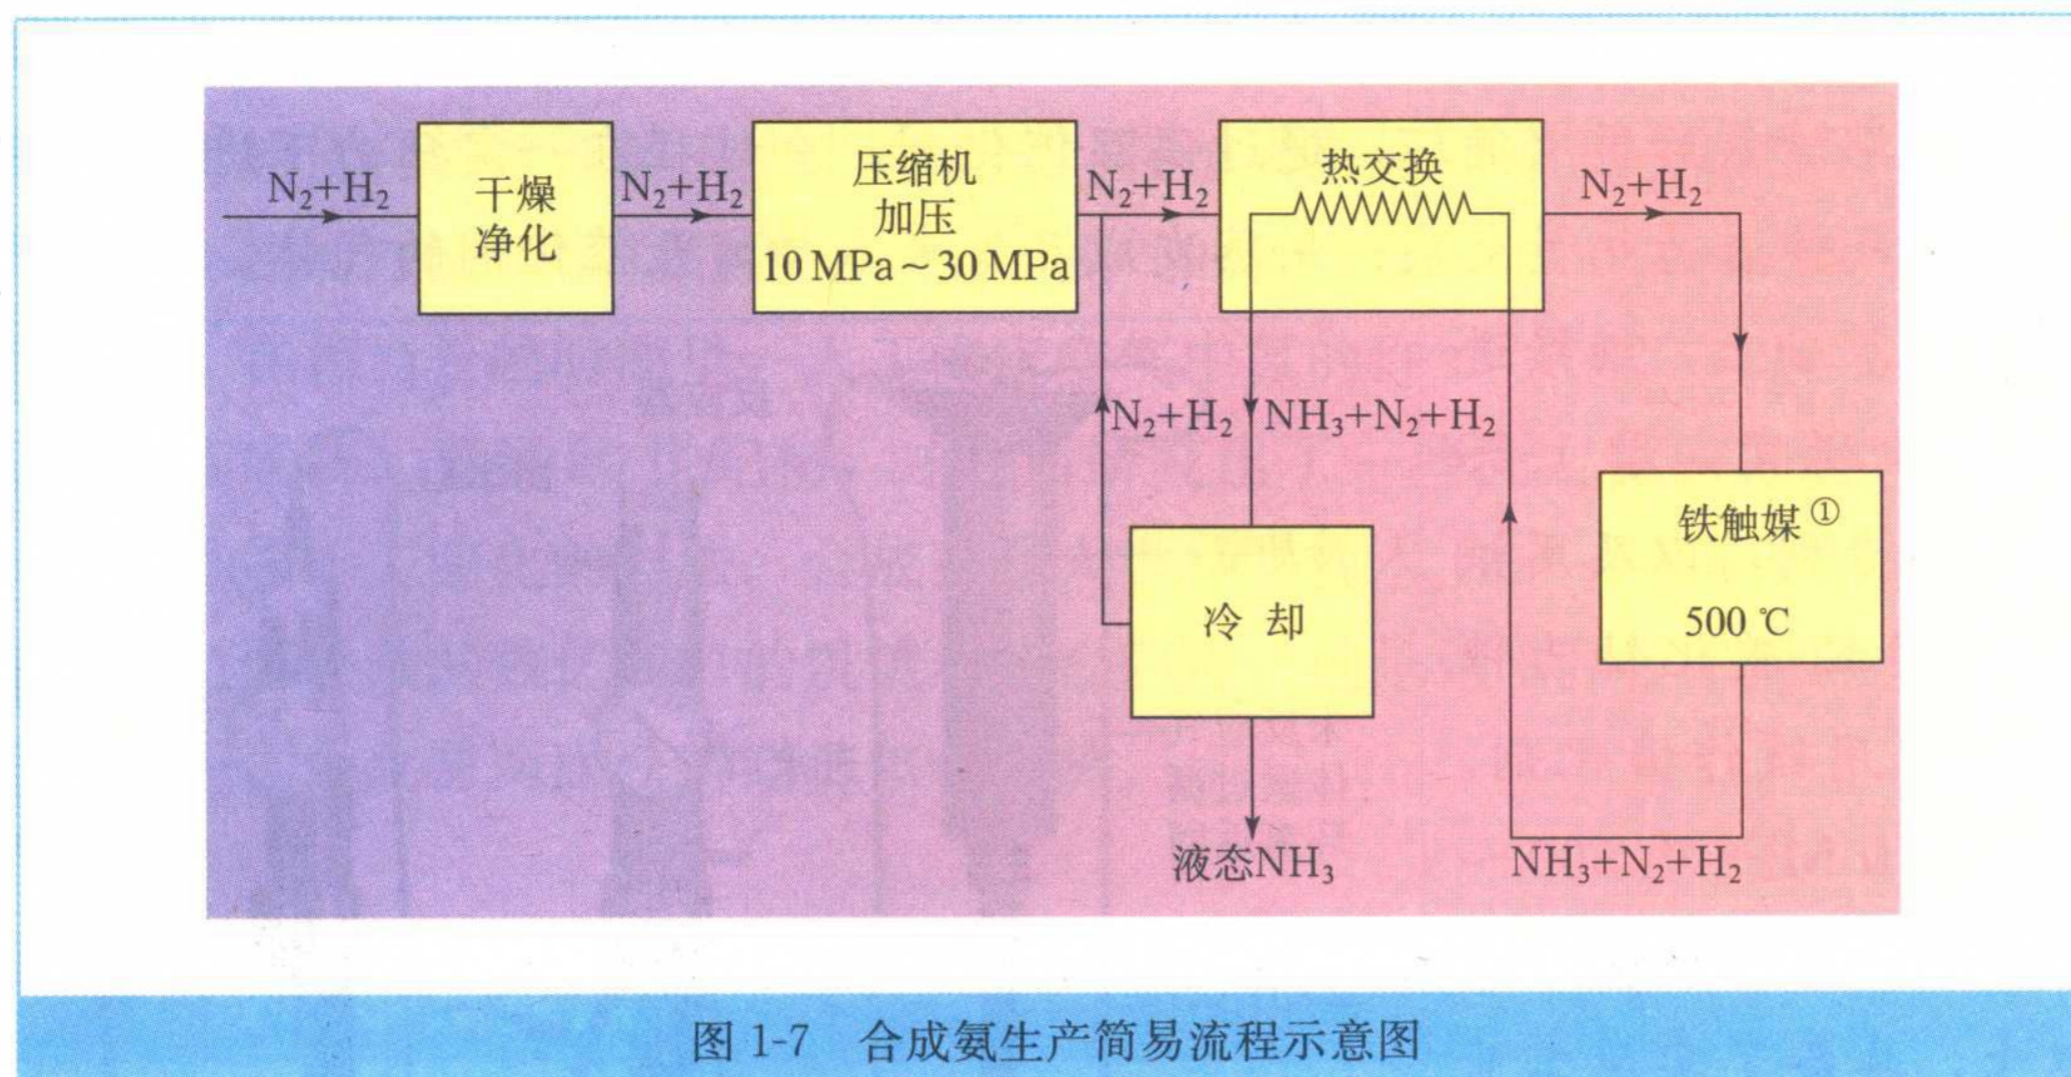 N₂+H₂
干燥
净化
N₂+H₂
压缩机
加压
10 MPa～30 MPa
N₂+H₂
热交换
N₂+H₂
N₂+H₂
NH₃+N₂+H₂
铁触媒①
500 ℃
冷 却
液态NH₃
NH₃+N₂+H₂
图 1-7 合成氨生产简易流程示意图